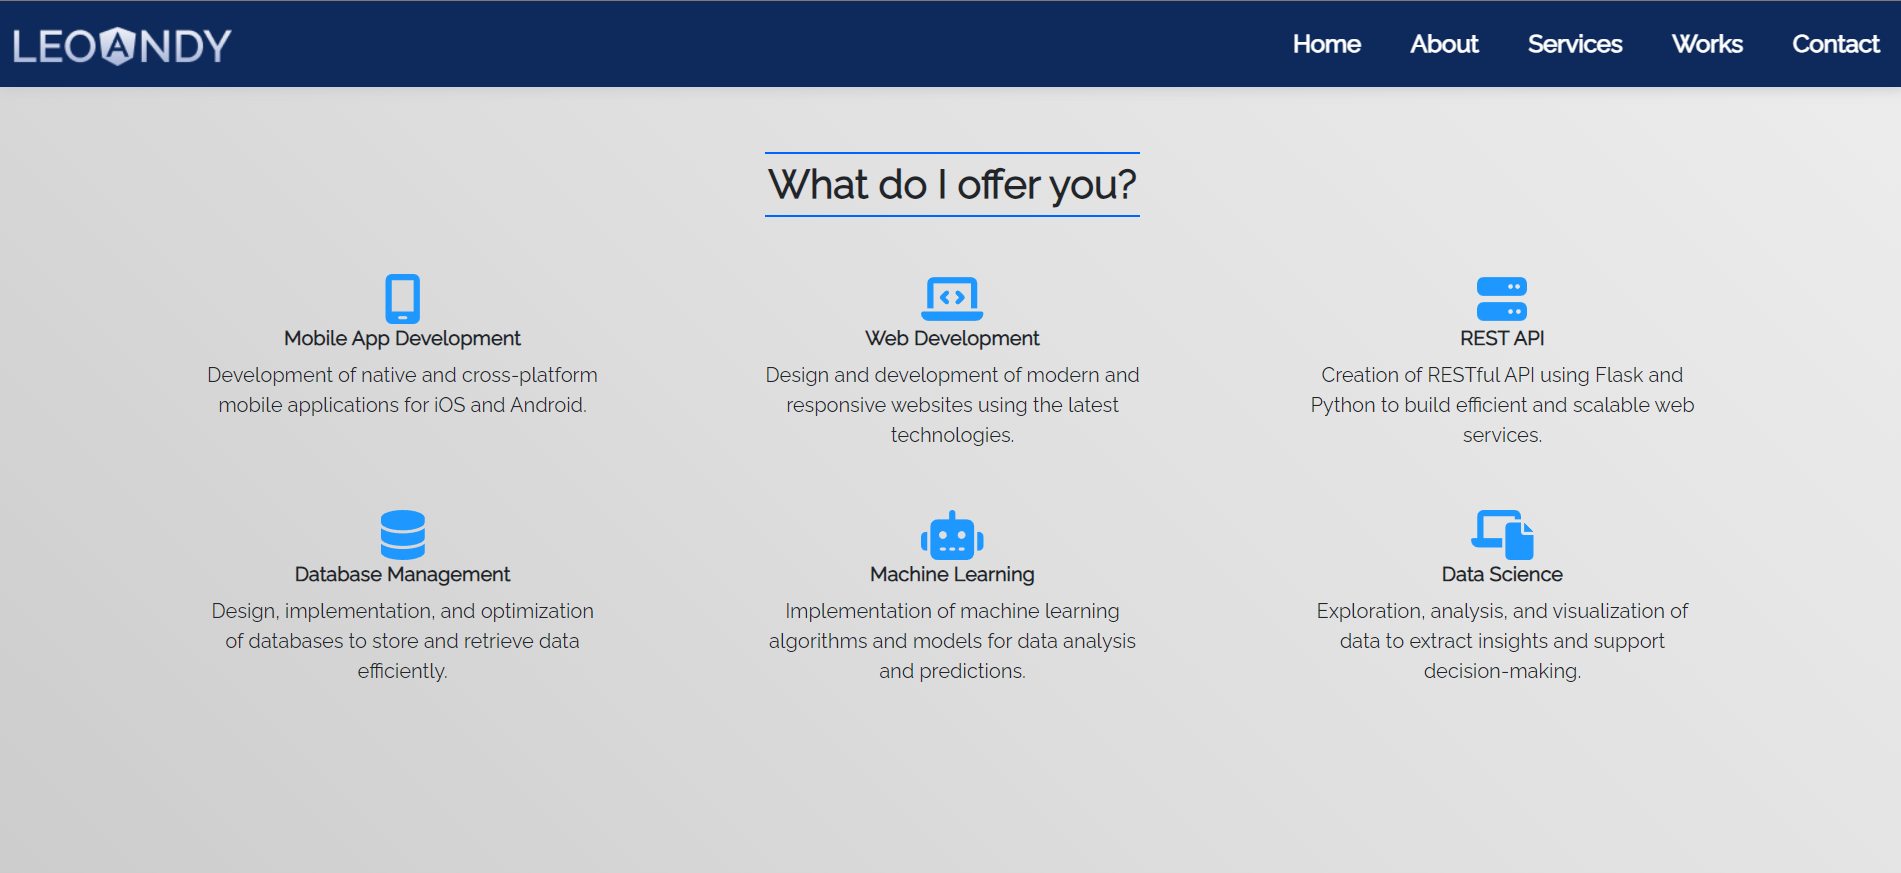 LEOANDY
Home About Services Works Contact
What do I offer you?
Mobile App Development
Development of native and cross-platform
mobile applications for iOS and Android.
Web Development
Design and development of modern and
responsive websites using the latest
technologies.
REST API
Creation of RESTful API using Flask and
Python to build efficient and scalable web
services.
Database Management
Design, implementation, and optimization
of databases to store and retrieve data
efficiently.
Machine Learning
Implementation of machine learning
algorithms and models for data analysis
and predictions.
Data Science
Exploration, analysis, and visualization of
data to extract insights and support
decision-making.